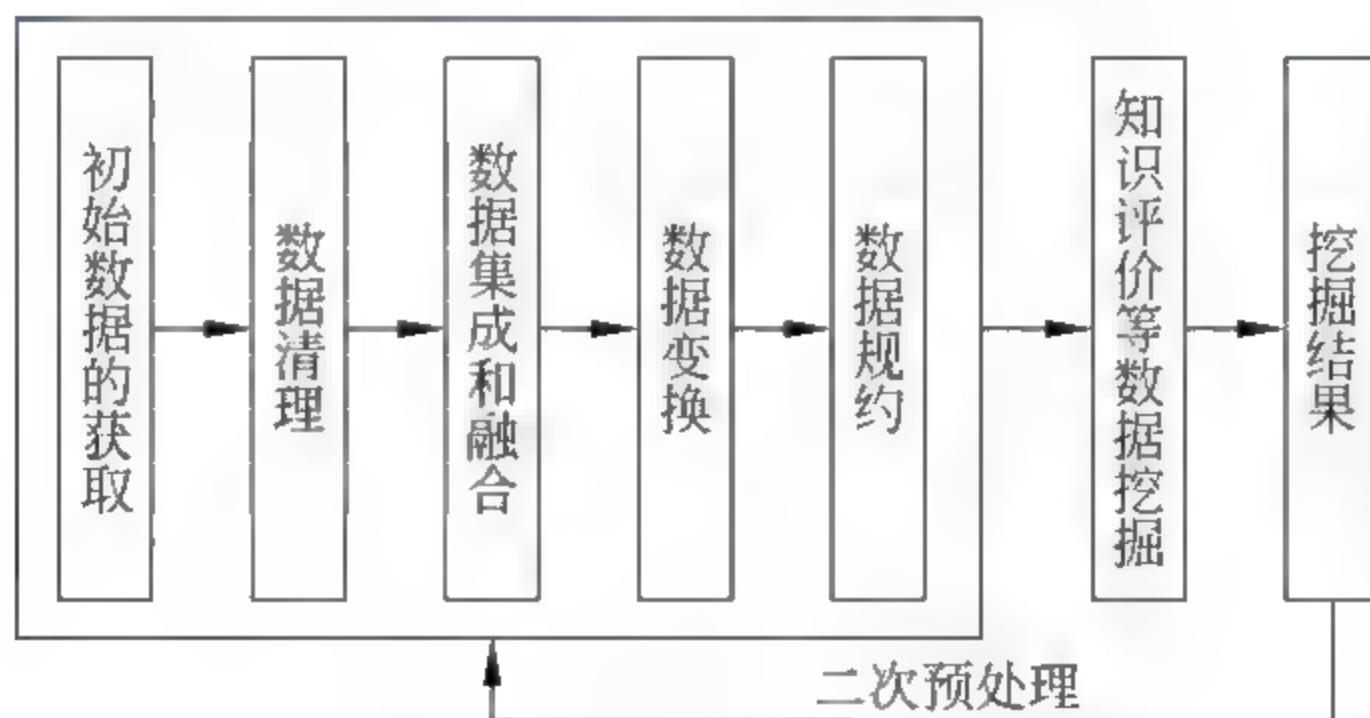 初始数据的获取
数据清理
数据集成和融合
数据变换
数据规约
知识评价等数据挖掘
挖掘结果
二次预处理